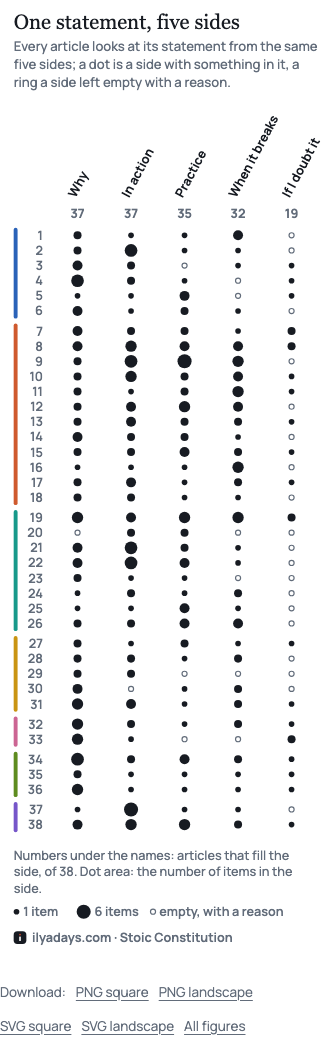 One statement, five sides
Every article looks at its statement from the same
five sides; a dot is a side with something in it, a
ring a side left empty with a reason.
Why
In action
Practice
When it breaks
If I doubt it
37 37 35 32 19
1
2
3
4
5
6
7
8
9
10
11
12
13
14
15
16
17
18
19
20
21
22
23
24
25
26
27
28
29
30
31
32
33
34
35
36
37
38
Numbers under the names: articles that fill the
side, of 38. Dot area: the number of items in the
side.
1 item 6 items empty, with a reason
i ilyadays.com · Stoic Constitution
Download: PNG square PNG landscape
SVG square SVG landscape All figures